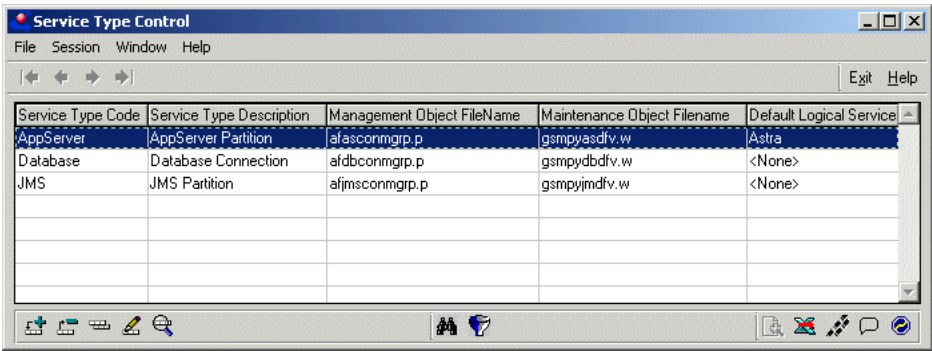 Service Type Control
File Session Window Help
Exit Help
Service Type Code Service Type Description Management Object FileName Maintenance Object Filename Default Logical Service
AppServer AppServer Partition afasconmgrp.p gsmpyasdfv.w Astra
Database Database Connection afdbconmgrp.p gsmpydbdfv.w <None>
JMS JMS Partition afjmsconmgrp.p gsmpyjmdfv.w <None>